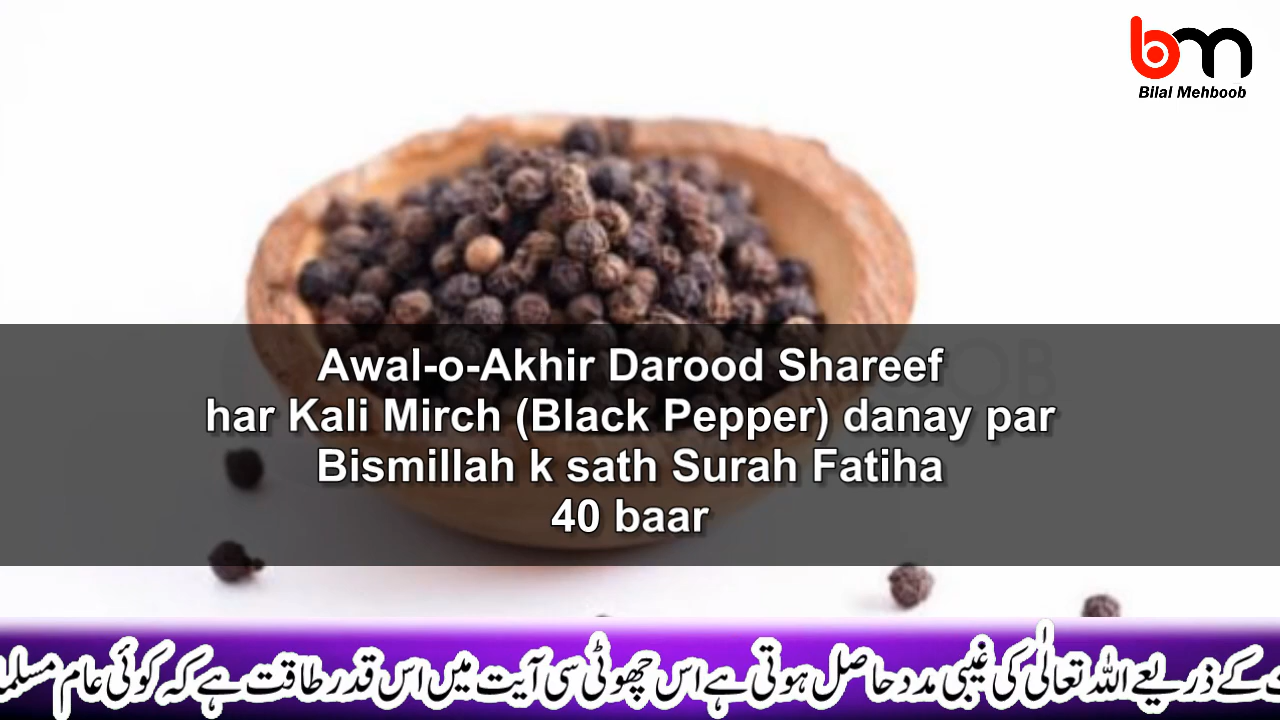 bm
Bilal Mehboob
Awal-o-Akhir Darood Shareef
har Kali Mirch (Black Pepper) danay par
Bismillah k sath Surah Fatiha
40 baar
کے ذریعے اللہ تعالٰی کی غیبی مدد حاصل ہوتی ہے اس چھوٹی سی آیت میں اس قدر طاقت ہے کہ کوئی عام